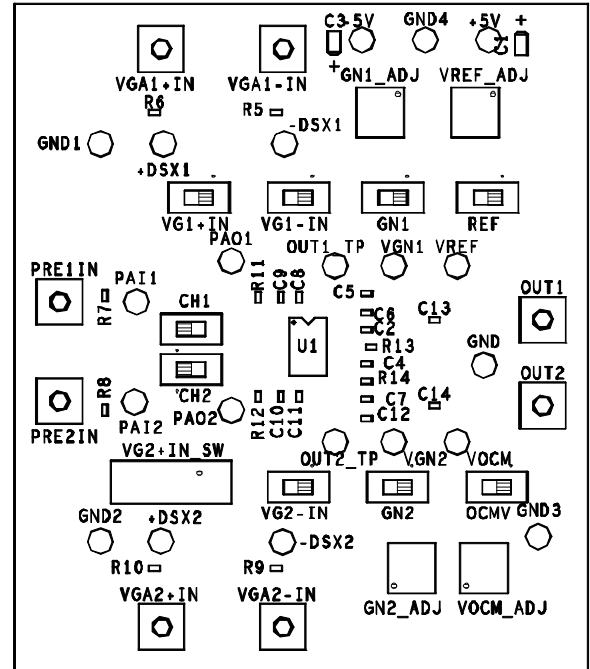 C3 -5V GND4 +5V +
C4
+
VGA1+IN VGA1-IN GN1_ADJ VREF_ADJ
R6 R5
GND1 -DSX1
+DSX1
VG1+IN VG1-IN GN1 REF
PAO1 OUT1_TP VGN1 VREF
PRE1IN PAI1 R11 C9 C8 C5 OUT1
R7 CH1 C6 C13
C2
U1 R13 GND
C4
R14 OUT2
R8 CH2 C7 C14
PAI2 PAO2 R12 C10 C11 C12
PRE2IN
VG2+IN_SW OUT2_TP VGN2 VOCM
VG2-IN GN2 OCMV
GND2 +DSX2 GND3
-DSX2
R10 R9
VGA2+IN VGA2-IN GN2_ADJ VOCM_ADJ